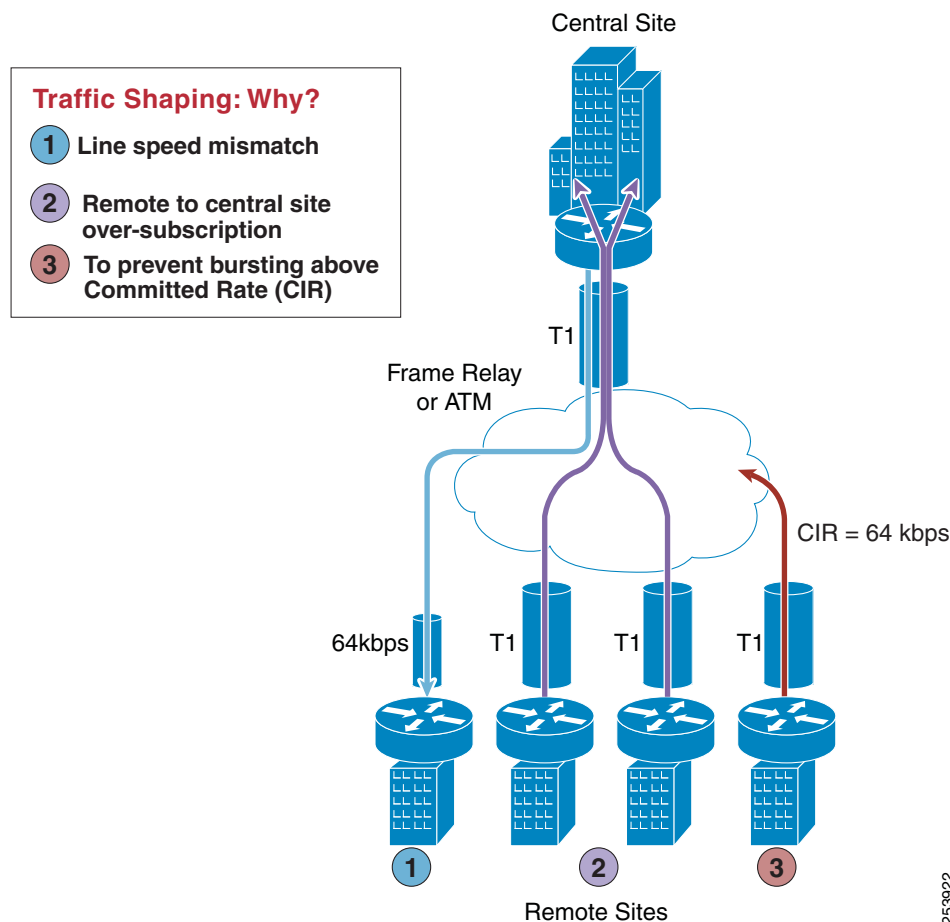 Central Site
Traffic Shaping: Why?
1 Line speed mismatch
2 Remote to central site
over-subscription
3 To prevent bursting above
Committed Rate (CIR)
T1
Frame Relay
or ATM
CIR = 64 kbps
64kbps
T1
T1
T1
1
2
3
Remote Sites
253922